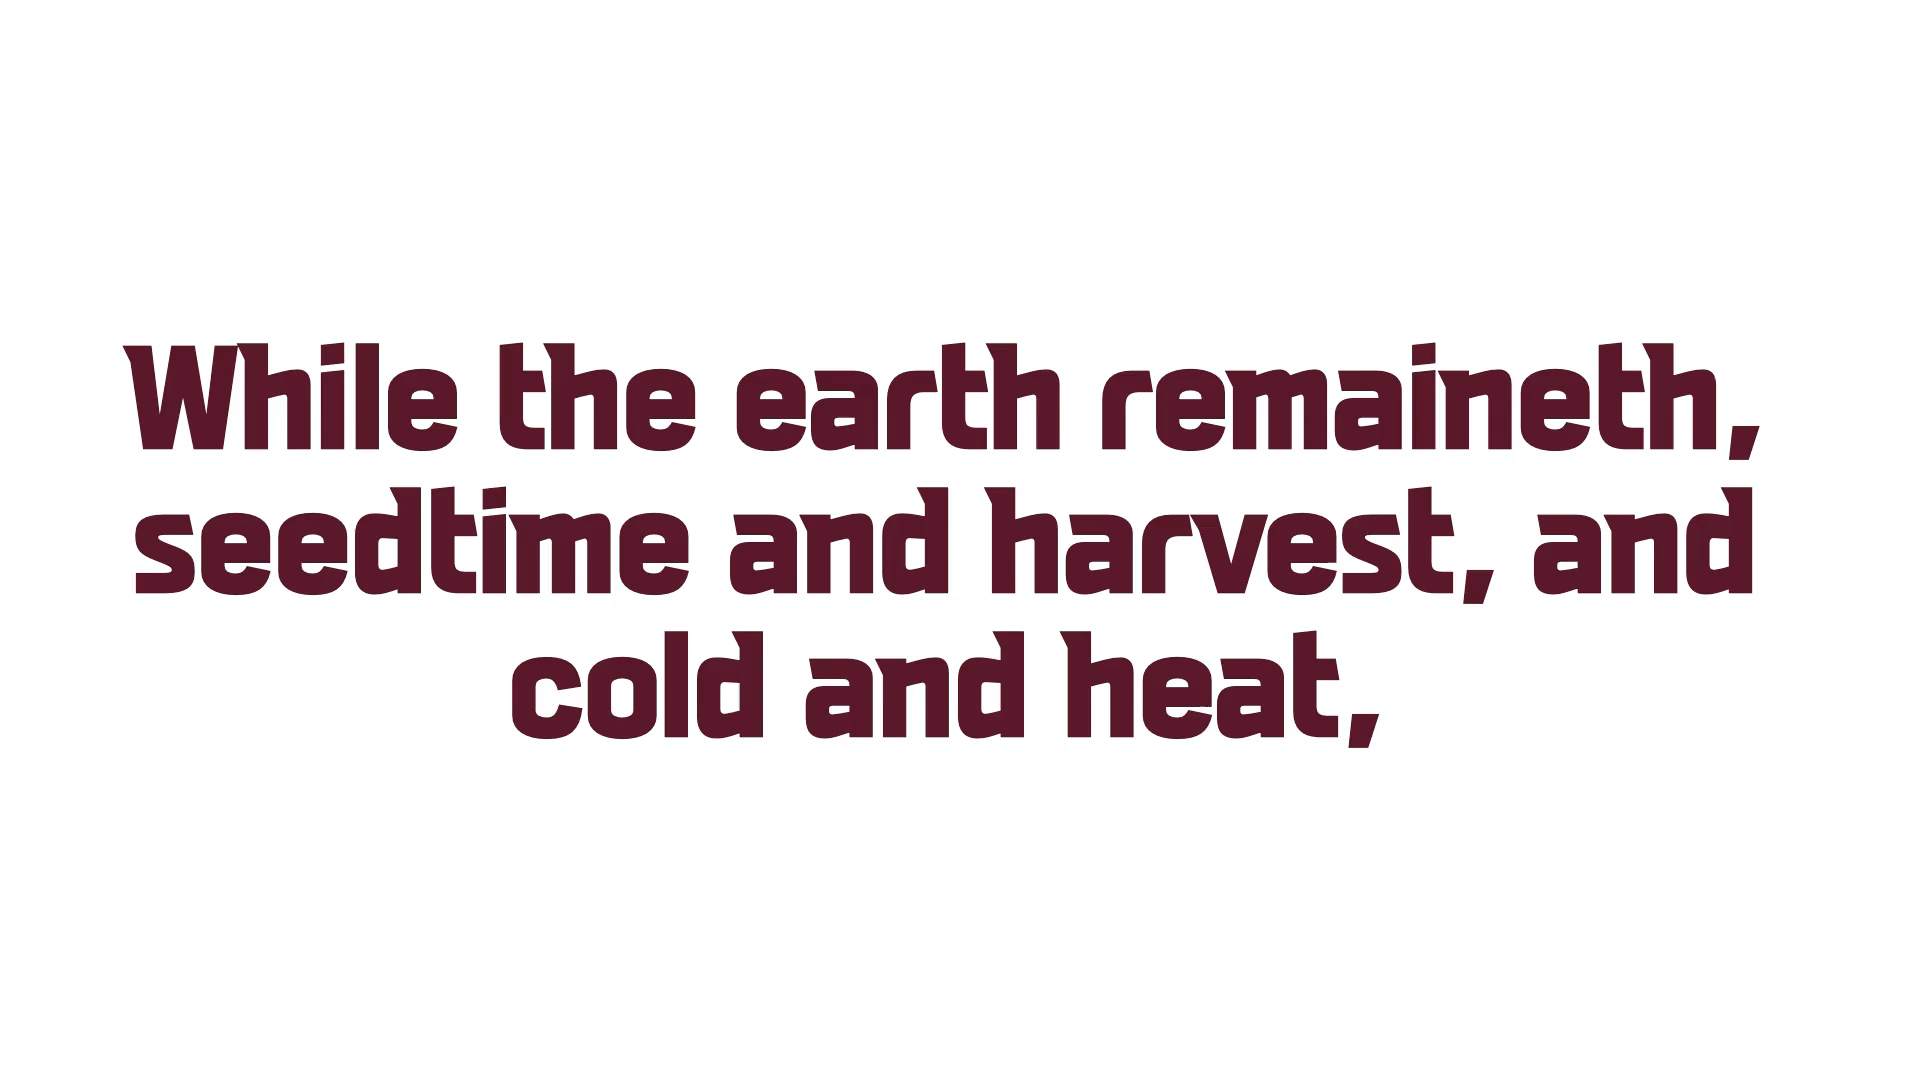 While the earth remaineth,
seedtime and harvest, and
cold and heat,